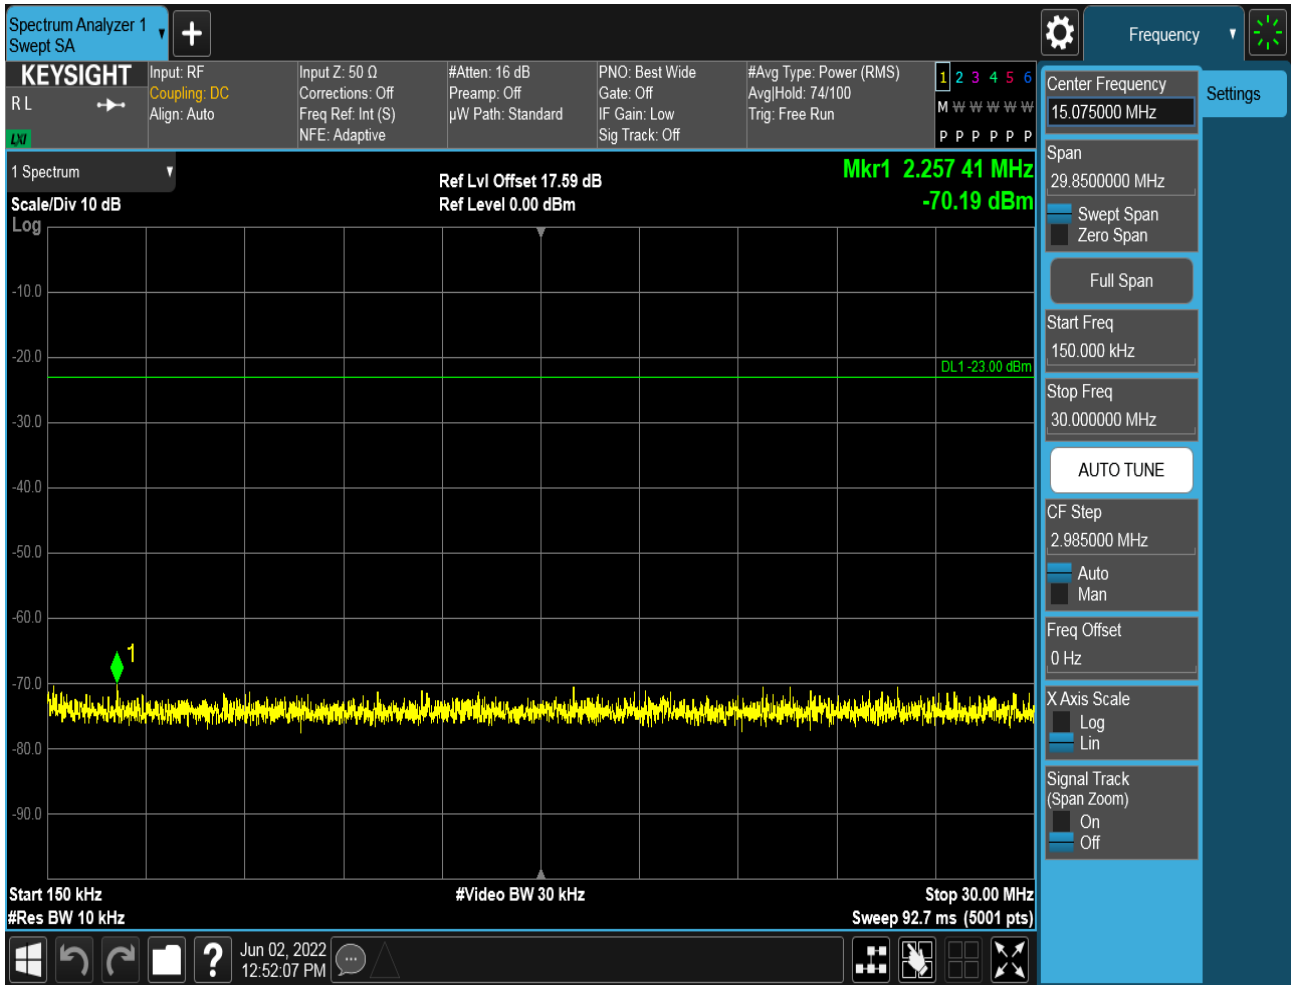 Spectrum Analyzer 1
Swept SA
Frequency
KEYSIGHT
R L
LXI
Input: RF
Coupling: DC
Align: Auto
Input Z: 50 Ω
Corrections: Off
Freq Ref: Int (S)
NFE: Adaptive
#Atten: 16 dB
Preamp: Off
µW Path: Standard
PNO: Best Wide
Gate: Off
IF Gain: Low
Sig Track: Off
#Avg Type: Power (RMS)
Avg|Hold: 74/100
Trig: Free Run
1 2 3 4 5 6
M W W W W W
P P P P P P
1 Spectrum
Scale/Div 10 dB
Log
Ref Lvl Offset 17.59 dB
Ref Level 0.00 dBm
Mkr1 2.257 41 MHz
-70.19 dBm
-10.0
-20.0
DL1 -23.00 dBm
-30.0
-40.0
-50.0
-60.0
1
-70.0
-80.0
-90.0
Start 150 kHz
#Res BW 10 kHz
#Video BW 30 kHz
Stop 30.00 MHz
Sweep 92.7 ms (5001 pts)
?
Jun 02, 2022
12:52:07 PM
Center Frequency
15.075000 MHz
Settings
Span
29.8500000 MHz
Swept Span
Zero Span
Full Span
Start Freq
150.000 kHz
Stop Freq
30.000000 MHz
AUTO TUNE
CF Step
2.985000 MHz
Auto
Man
Freq Offset
0 Hz
X Axis Scale
Log
Lin
Signal Track
(Span Zoom)
On
Off